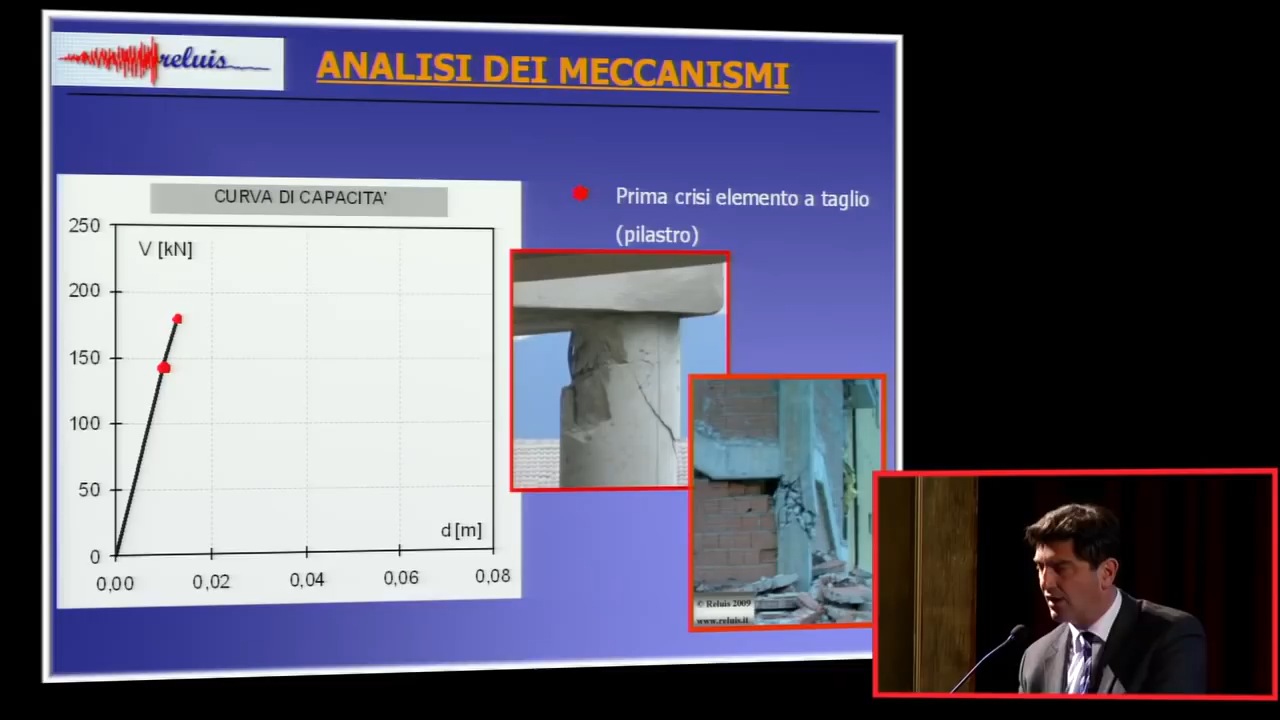 reluis
ANALISI DEI MECCANISMI
CURVA DI CAPACITA'
V [kN]
250
200
150
100
50
0
d [m]
0,00 0,02 0,04 0,06 0,08
Prima crisi elemento a taglio
(pilastro)
© Reluis 2009
www.reluis.it